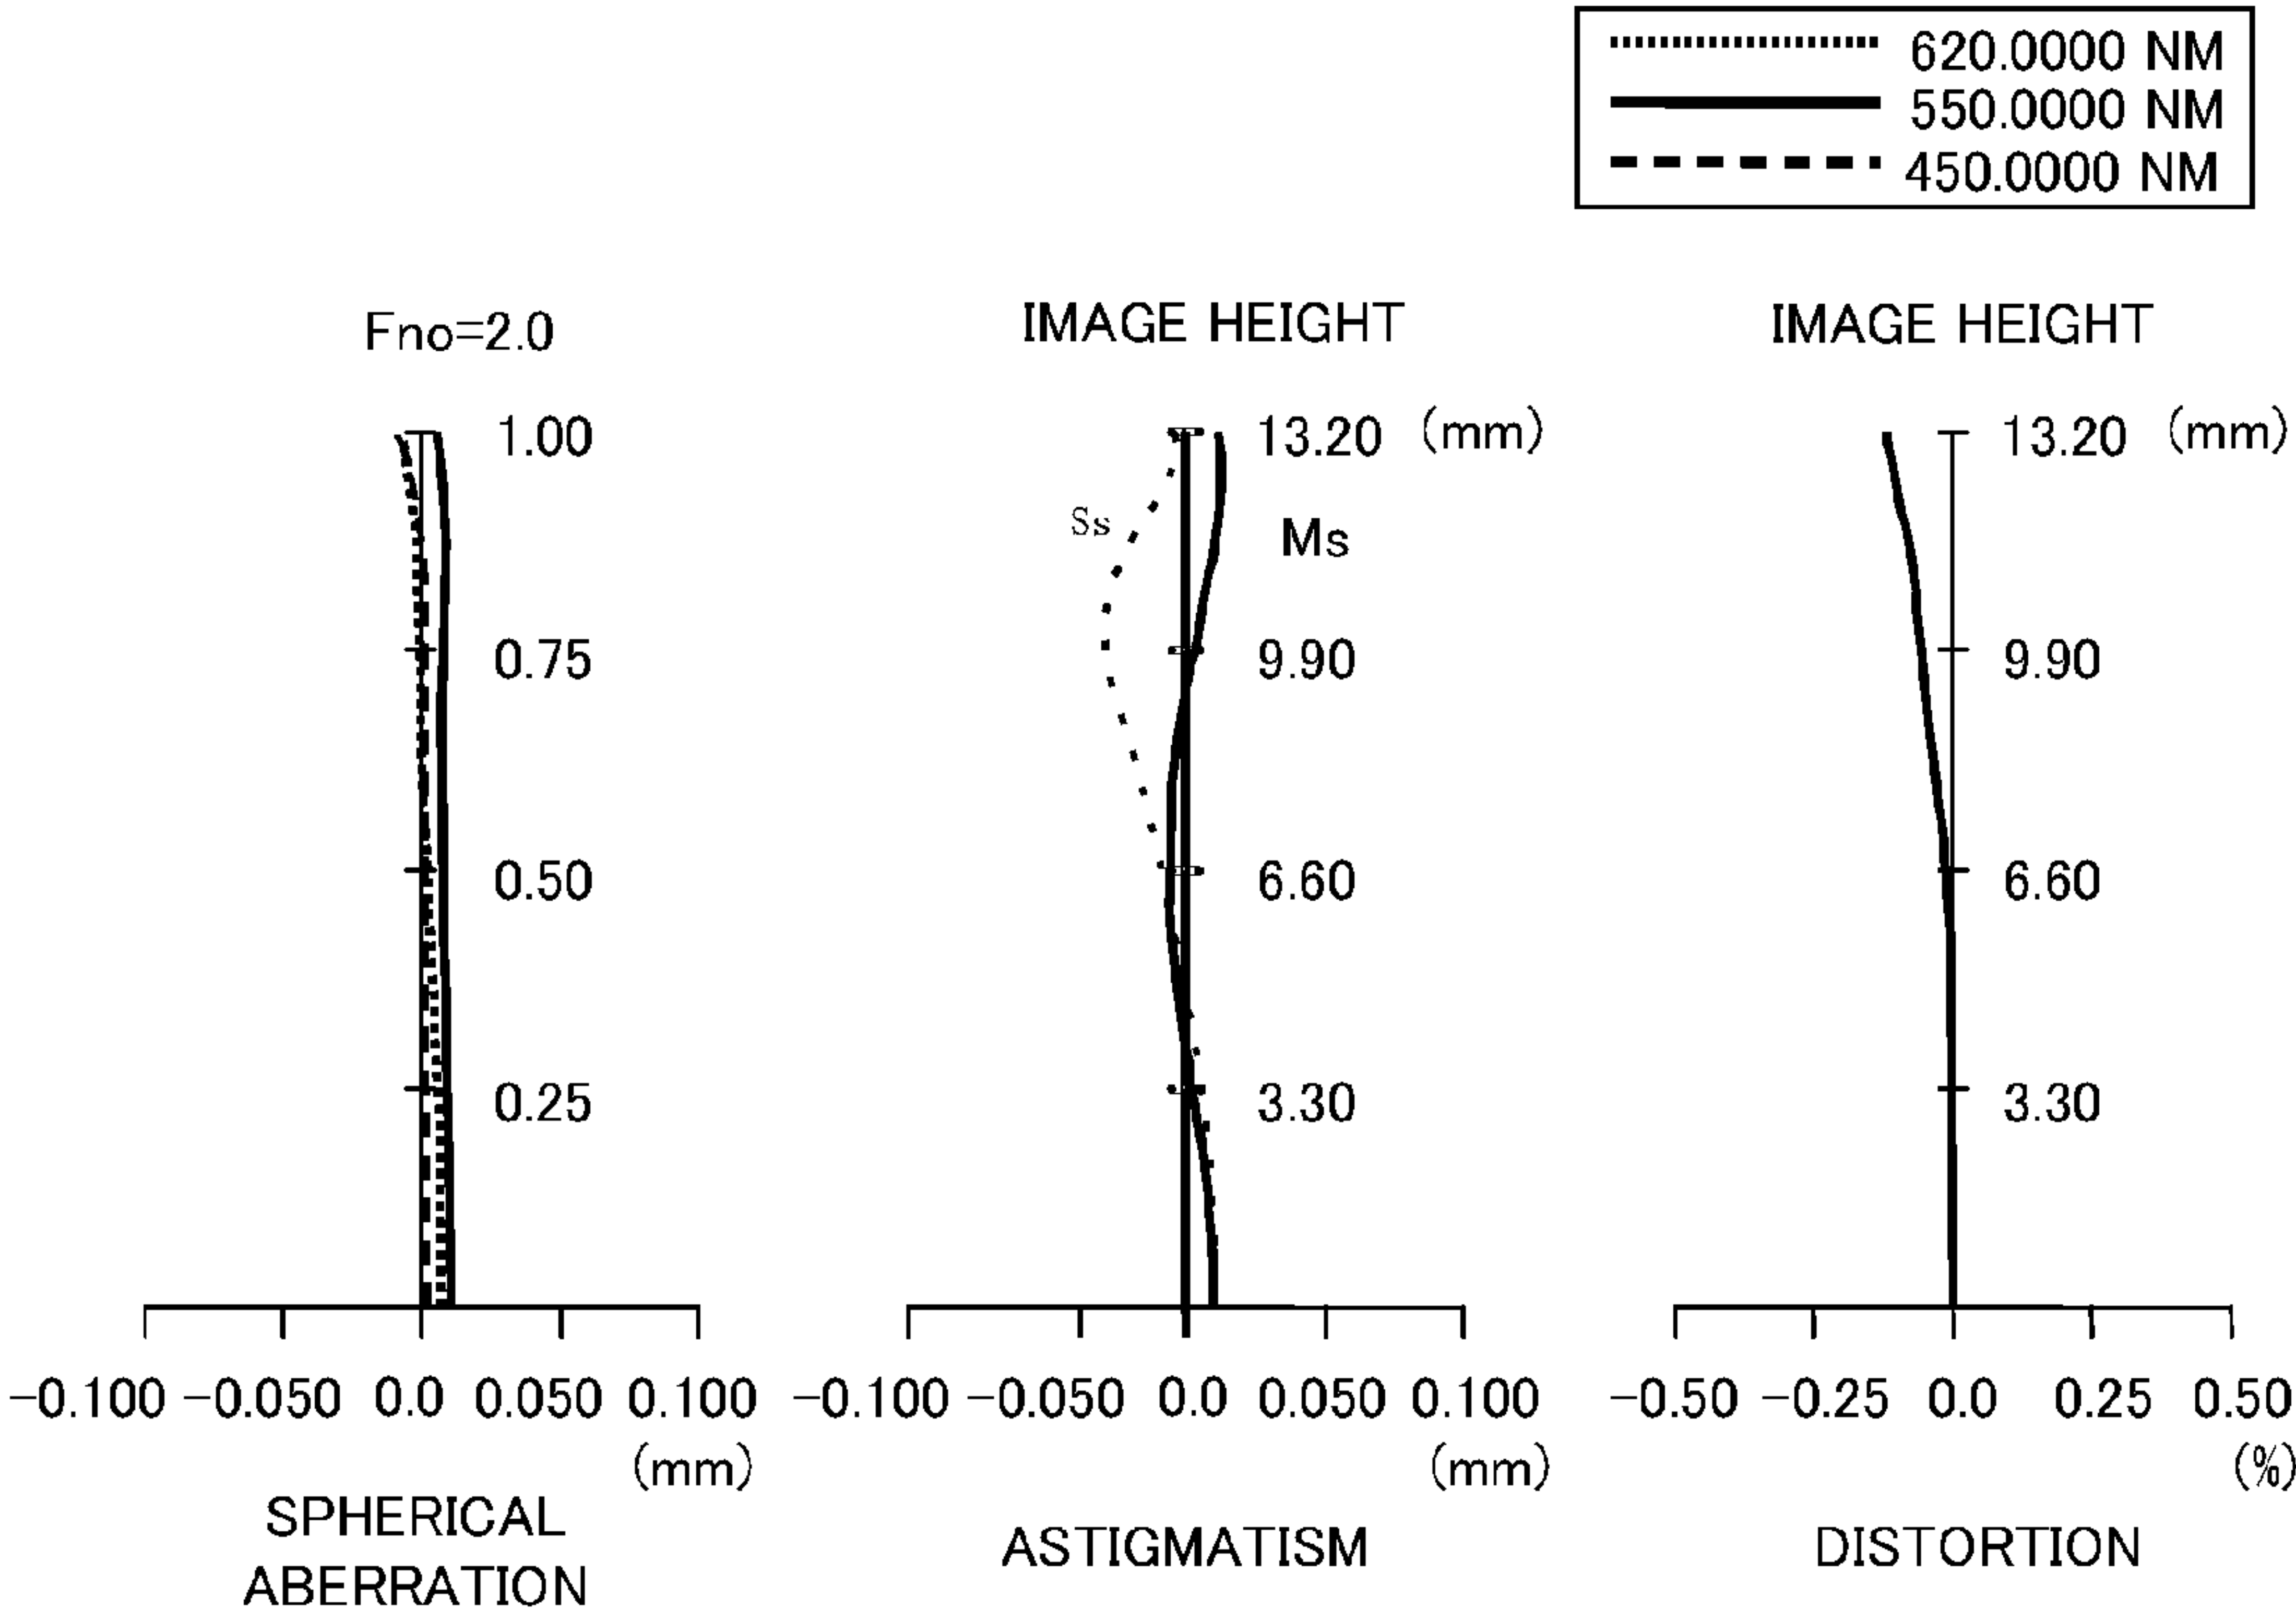 620.0000 NM
550.0000 NM
450.0000 NM
Fno=2.0
1.00
0.75
0.50
0.25
−0.100 −0.050 0.0 0.050 0.100
(mm)
SPHERICAL
ABERRATION
IMAGE HEIGHT
13.20 (mm)
Ss
Ms
9.90
6.60
3.30
−0.100 −0.050 0.0 0.050 0.100
(mm)
ASTIGMATISM
IMAGE HEIGHT
13.20 (mm)
9.90
6.60
3.30
−0.50 −0.25 0.0 0.25 0.50
(%)
DISTORTION